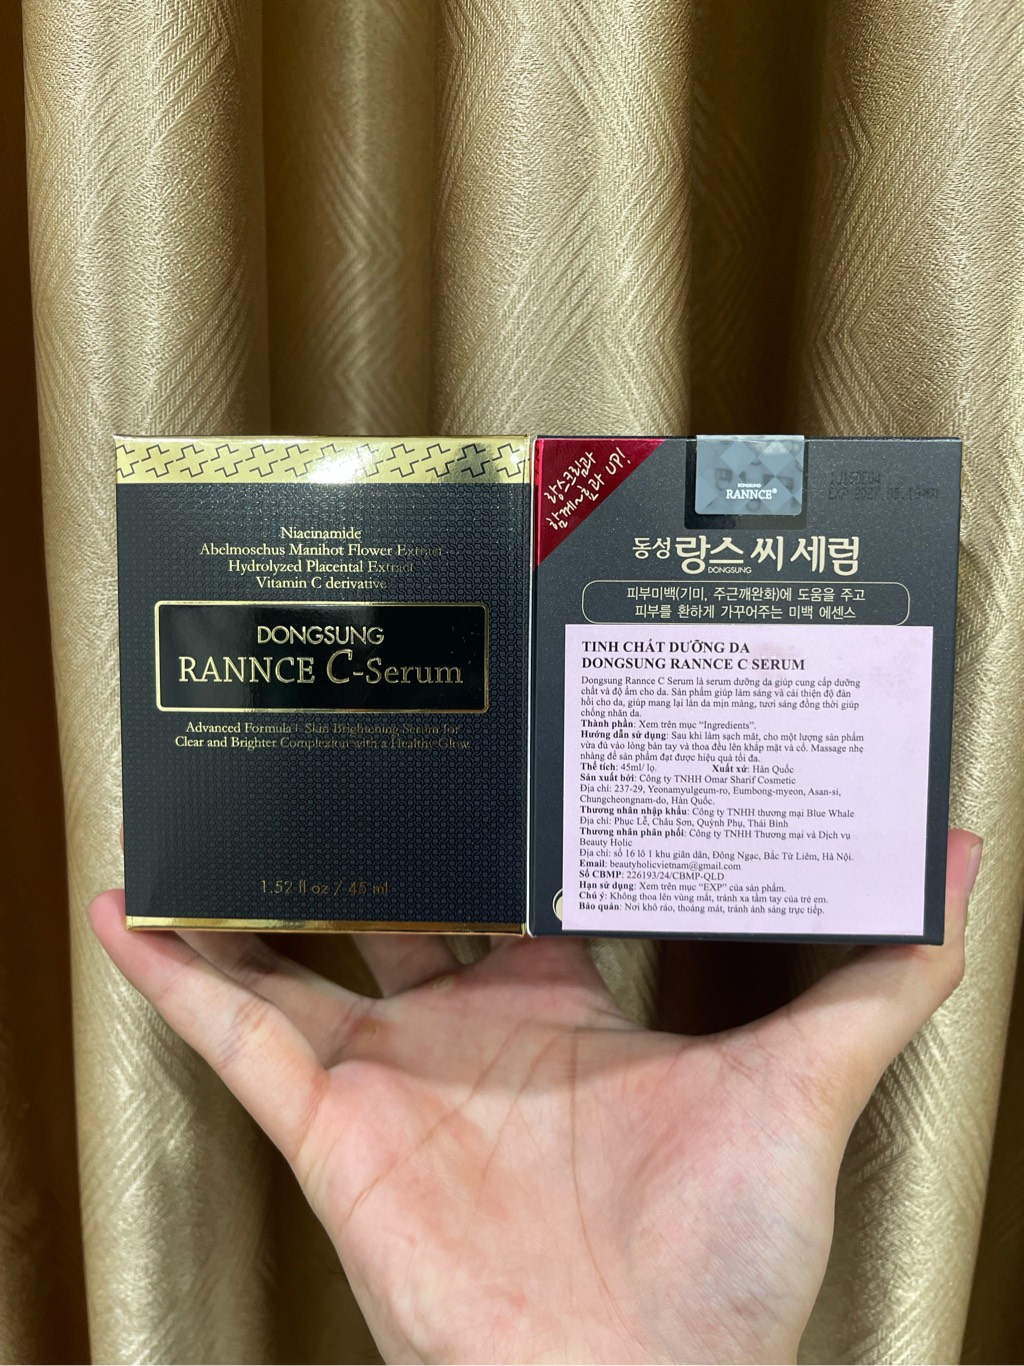 Niacinamide
Abelmoschus Manihot Flower Extract
Hydrolyzed Placental Extract
Vitamin C derivative
DONGSUNG
RANNCE C-Serum
Advanced Formula+ Skin Brightening Serum for
Clear and Brighter Complexion with a Healthy Glow
1.52 fl oz / 45 ml
랑스크림과
함께~효과 UP!
DONGSUNG
RANNCE®
EXP 2027
동성 랑스 씨 세럼
DONGSUNG
피부미백(기미, 주근깨완화)에 도움을 주고
피부를 환하게 가꾸어주는 미백 에센스
TINH CHẤT DƯỠNG DA
DONGSUNG RANNCE C SERUM
Dongsung Rannce C Serum là serum dưỡng da giúp cung cấp dưỡng
chất và độ ẩm cho da. Sản phẩm giúp làm sáng và cải thiện độ đàn
hồi cho da, giúp mang lại làn da mịn màng, tươi sáng đồng thời giúp
chống nhăn da.
Thành phần: Xem trên mục “Ingredients”.
Hướng dẫn sử dụng: Sau khi làm sạch mặt, cho một lượng sản phẩm
vừa đủ vào lòng bàn tay và thoa đều lên khắp mặt và cổ. Massage nhẹ
nhàng để sản phẩm đạt được hiệu quả tối đa.
Thể tích: 45ml/ lọ. Xuất xứ: Hàn Quốc
Sản xuất bởi: Công ty TNHH Omar Sharif Cosmetic
Địa chỉ: 237-29, Yeonamyulgeum-ro, Eumbong-myeon, Asan-si,
Chungcheongnam-do, Hàn Quốc.
Thương nhân nhập khẩu: Công ty TNHH thương mại Blue Whale
Địa chỉ: Phục Lễ, Châu Sơn, Quỳnh Phụ, Thái Bình
Thương nhân phân phối: Công ty TNHH Thương mại và Dịch vụ
Beauty Holic
Địa chỉ: số 16 lô 1 khu giãn dân, Đông Ngạc, Bắc Từ Liêm, Hà Nội.
Email: beautyholicvietnam@gmail.com
Số CBMP: 226193/24/CBMP-QLD
Hạn sử dụng: Xem trên mục “EXP” của sản phẩm.
Chú ý: Không thoa lên vùng mắt, tránh xa tầm tay của trẻ em.
Bảo quản: Nơi khô ráo, thoáng mát, tránh ánh sáng trực tiếp.